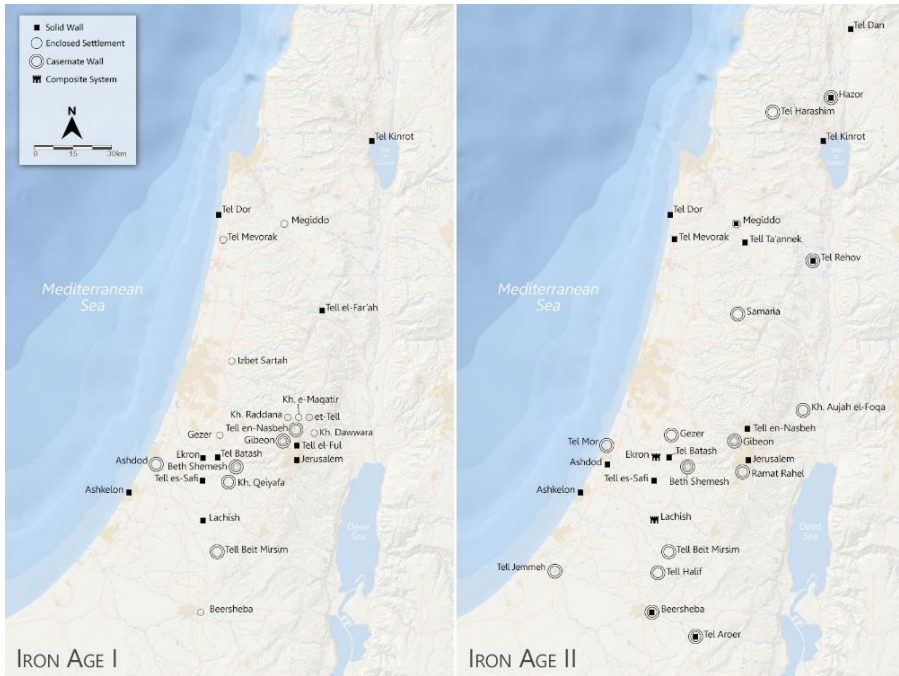 Solid Wall
Enclosed Settlement
Casemate Wall
Composite System
N
0 15 30km
Tel Kinrot
Tel Dor
Megiddo
Tel Mevorak
Mediterranean
Sea
Tell el-Far'ah
Izbet Sartah
Kh. e-Maqatir
Kh. Raddana
et-Tell
Tell en-Nasbeh
Kh. Dawwara
Gezer
Gibeon
Tell el-Ful
Ekron
Tel Batash
Jerusalem
Ashdod
Beth Shemesh
Tell es-Safi
Kh. Qeiyafa
Ashkelon
Lachish
Dead
Sea
Tell Beit Mirsim
Beersheba
IRON AGE I
Tel Dan
Hazor
Tel Harashim
Tel Kinrot
Tel Dor
Megiddo
Tel Mevorak
Tell Ta'annek
Tel Rehov
Mediterranean
Sea
Samaria
Kh. Aujah el-Foqa
Tell en-Nasbeh
Gezer
Gibeon
Tel Mor
Ekron
Tel Batash
Jerusalem
Ashdod
Beth Shemesh
Ramat Rahel
Tell es-Safi
Ashkelon
Lachish
Dead
Sea
Tell Beit Mirsim
Tell Jemmeh
Tell Halif
Beersheba
Tel Aroer
IRON AGE II